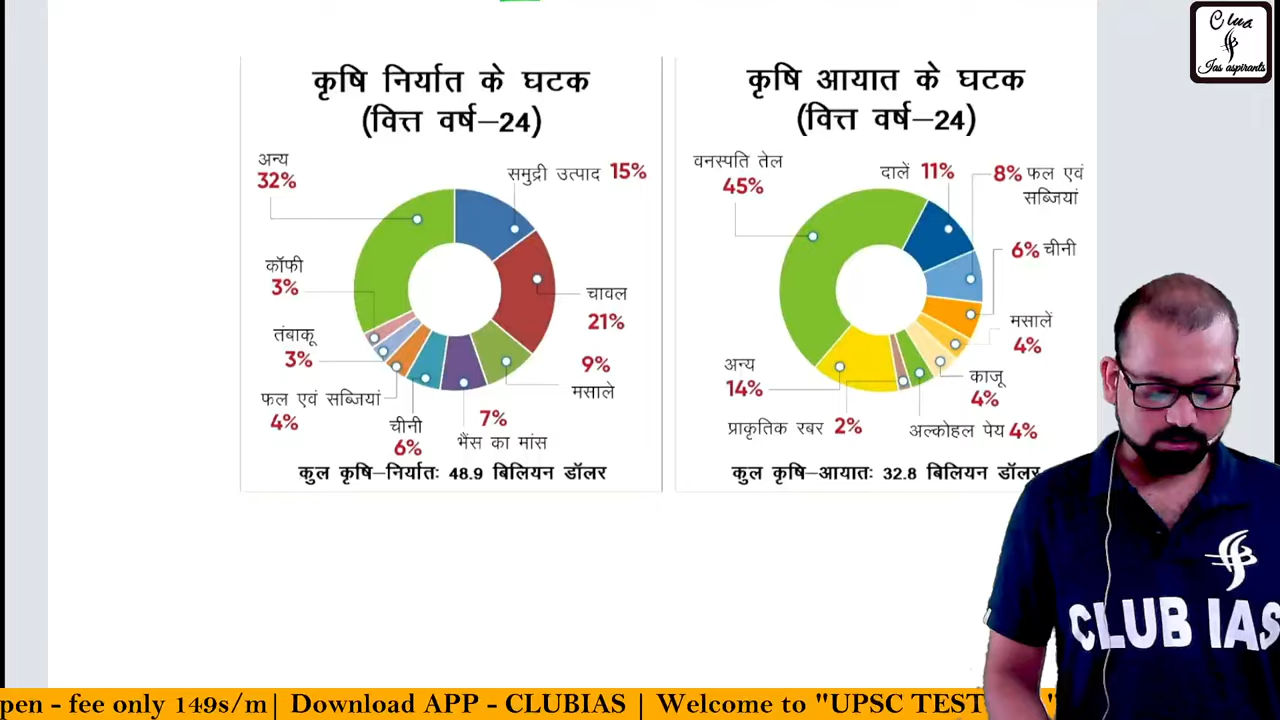 Club
Ias aspirants
कृषि निर्यात के घटक
(वित्त वर्ष–24)
अन्य
32%
समुद्री उत्पाद 15%
कॉफी
3%
चावल
21%
तंबाकू
3%
9%
मसाले
फल एवं सब्जियां
4%
चीनी
6%
7%
भैंस का मांस
कुल कृषि–निर्यातः 48.9 बिलियन डॉलर
कृषि आयात के घटक
(वित्त वर्ष–24)
वनस्पति तेल
45%
दालें 11%
8% फल एवं
सब्जियां
6% चीनी
मसालें
4%
अन्य
14%
काजू
4%
प्राकृतिक रबर 2%
अल्कोहल पेय 4%
कुल कृषि–आयातः 32.8 बिलियन डॉलर
CLUB IAS
pen - fee only 149s/m| Download APP - CLUBIAS | Welcome to "UPSC TEST